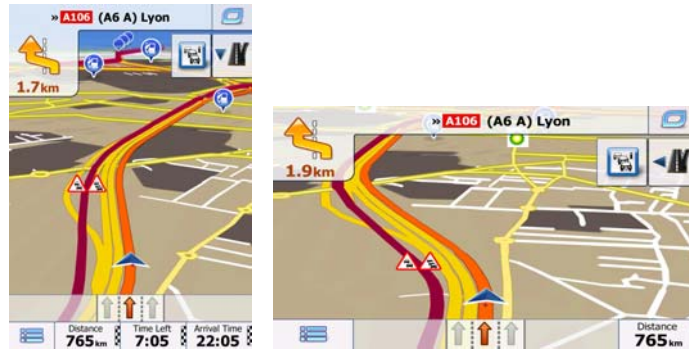 » A106 (A6 A) Lyon
1.7km
Distance Time Left Arrival Time
765km 7:05 22:05
» A106 (A6 A) Lyon
1.9km
Distance
765km